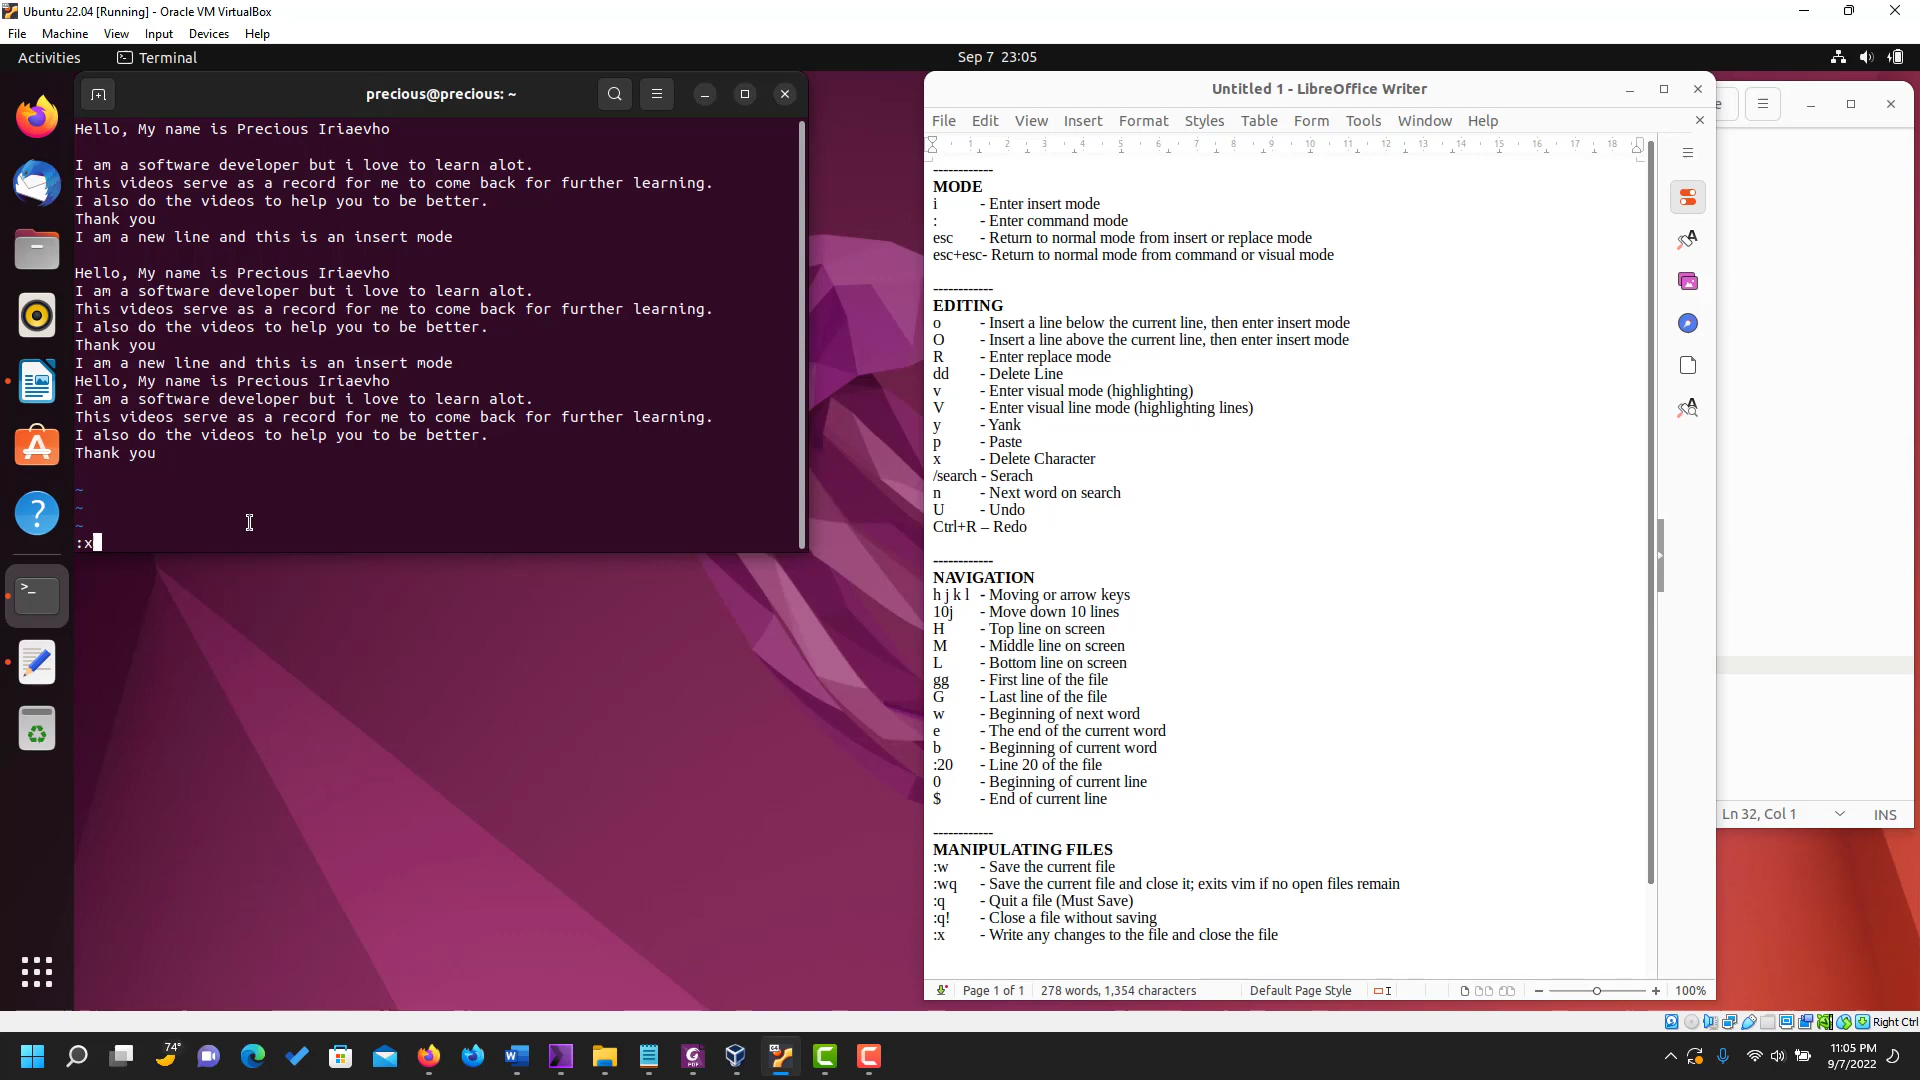 Ubuntu 22.04 [Running] - Oracle VM VirtualBox
File Machine View Input Devices Help
Activities Terminal Sep 7 23:05
precious@precious: ~
Hello, My name is Precious Iriaevho
I am a software developer but i love to learn alot.
This videos serve as a record for me to come back for further learning.
I also do the videos to help you to be better.
Thank you
I am a new line and this is an insert mode
Hello, My name is Precious Iriaevho
I am a software developer but i love to learn alot.
This videos serve as a record for me to come back for further learning.
I also do the videos to help you to be better.
Thank you
I am a new line and this is an insert mode
Hello, My name is Precious Iriaevho
I am a software developer but i love to learn alot.
This videos serve as a record for me to come back for further learning.
I also do the videos to help you to be better.
Thank you
~
~
~
:x
Untitled 1 - LibreOffice Writer
File Edit View Insert Format Styles Table Form Tools Window Help
1 2 3 4 5 6 7 8 9 10 11 12 13 14 15 16 17 18
------------
MODE
i - Enter insert mode
: - Enter command mode
esc - Return to normal mode from insert or replace mode
esc+esc- Return to normal mode from command or visual mode
------------
EDITING
o - Insert a line below the current line, then enter insert mode
O - Insert a line above the current line, then enter insert mode
R - Enter replace mode
dd - Delete Line
v - Enter visual mode (highlighting)
V - Enter visual line mode (highlighting lines)
y - Yank
p - Paste
x - Delete Character
/search - Serach
n - Next word on search
U - Undo
Ctrl+R – Redo
------------
NAVIGATION
h j k l - Moving or arrow keys
10j - Move down 10 lines
H - Top line on screen
M - Middle line on screen
L - Bottom line on screen
gg - First line of the file
G - Last line of the file
w - Beginning of next word
e - The end of the current word
b - Beginning of current word
:20 - Line 20 of the file
0 - Beginning of current line
$ - End of current line
------------
MANIPULATING FILES
:w - Save the current file
:wq - Save the current file and close it; exits vim if no open files remain
:q - Quit a file (Must Save)
:q! - Close a file without saving
:x - Write any changes to the file and close the file
Page 1 of 1 278 words, 1,354 characters Default Page Style 100%
e
Ln 32, Col 1 INS
Right Ctrl
74°
11:05 PM
9/7/2022